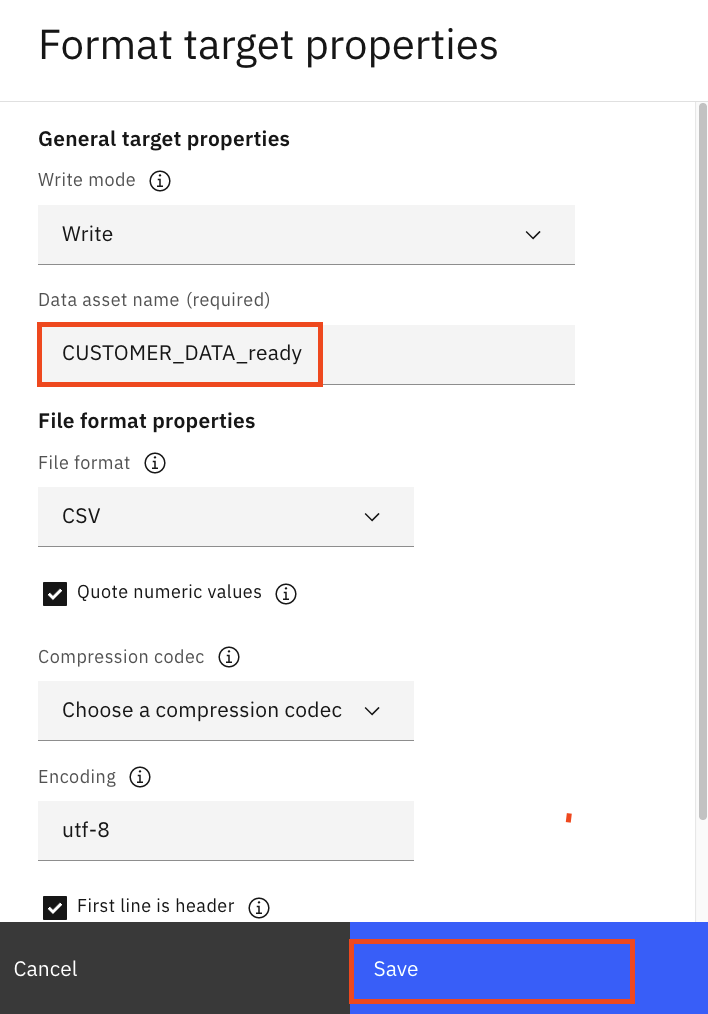 Format target properties
General target properties
Write mode
Write
Data asset name (required)
CUSTOMER_DATA_ready
File format properties
File format
CSV
Quote numeric values
Compression codec
Choose a compression codec
Encoding
utf-8
First line is header
Cancel
Save